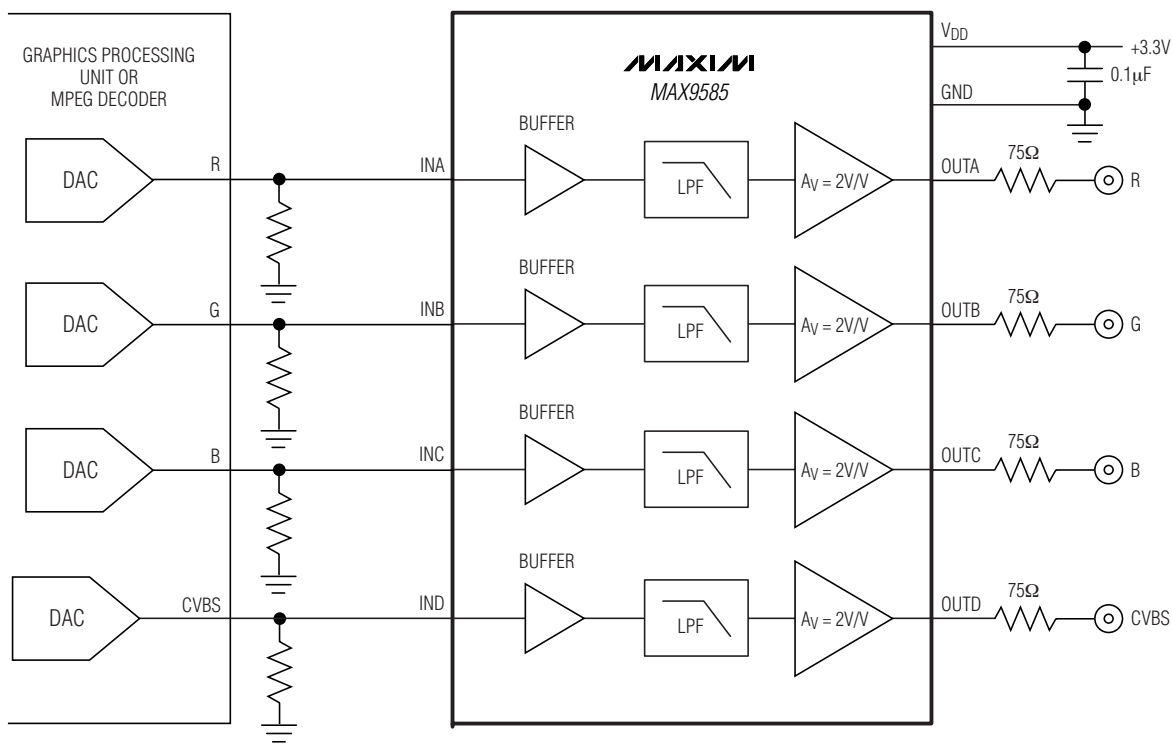 GRAPHICS PROCESSING
UNIT OR
MPEG DECODER
MAXIM
MAX9585
VDD
+3.3V
0.1μF
GND
DAC
R
INA
BUFFER
LPF
AV = 2V/V
OUTA
75Ω
R
DAC
G
INB
BUFFER
LPF
AV = 2V/V
OUTB
75Ω
G
DAC
B
INC
BUFFER
LPF
AV = 2V/V
OUTC
75Ω
B
DAC
CVBS
IND
BUFFER
LPF
AV = 2V/V
OUTD
75Ω
CVBS